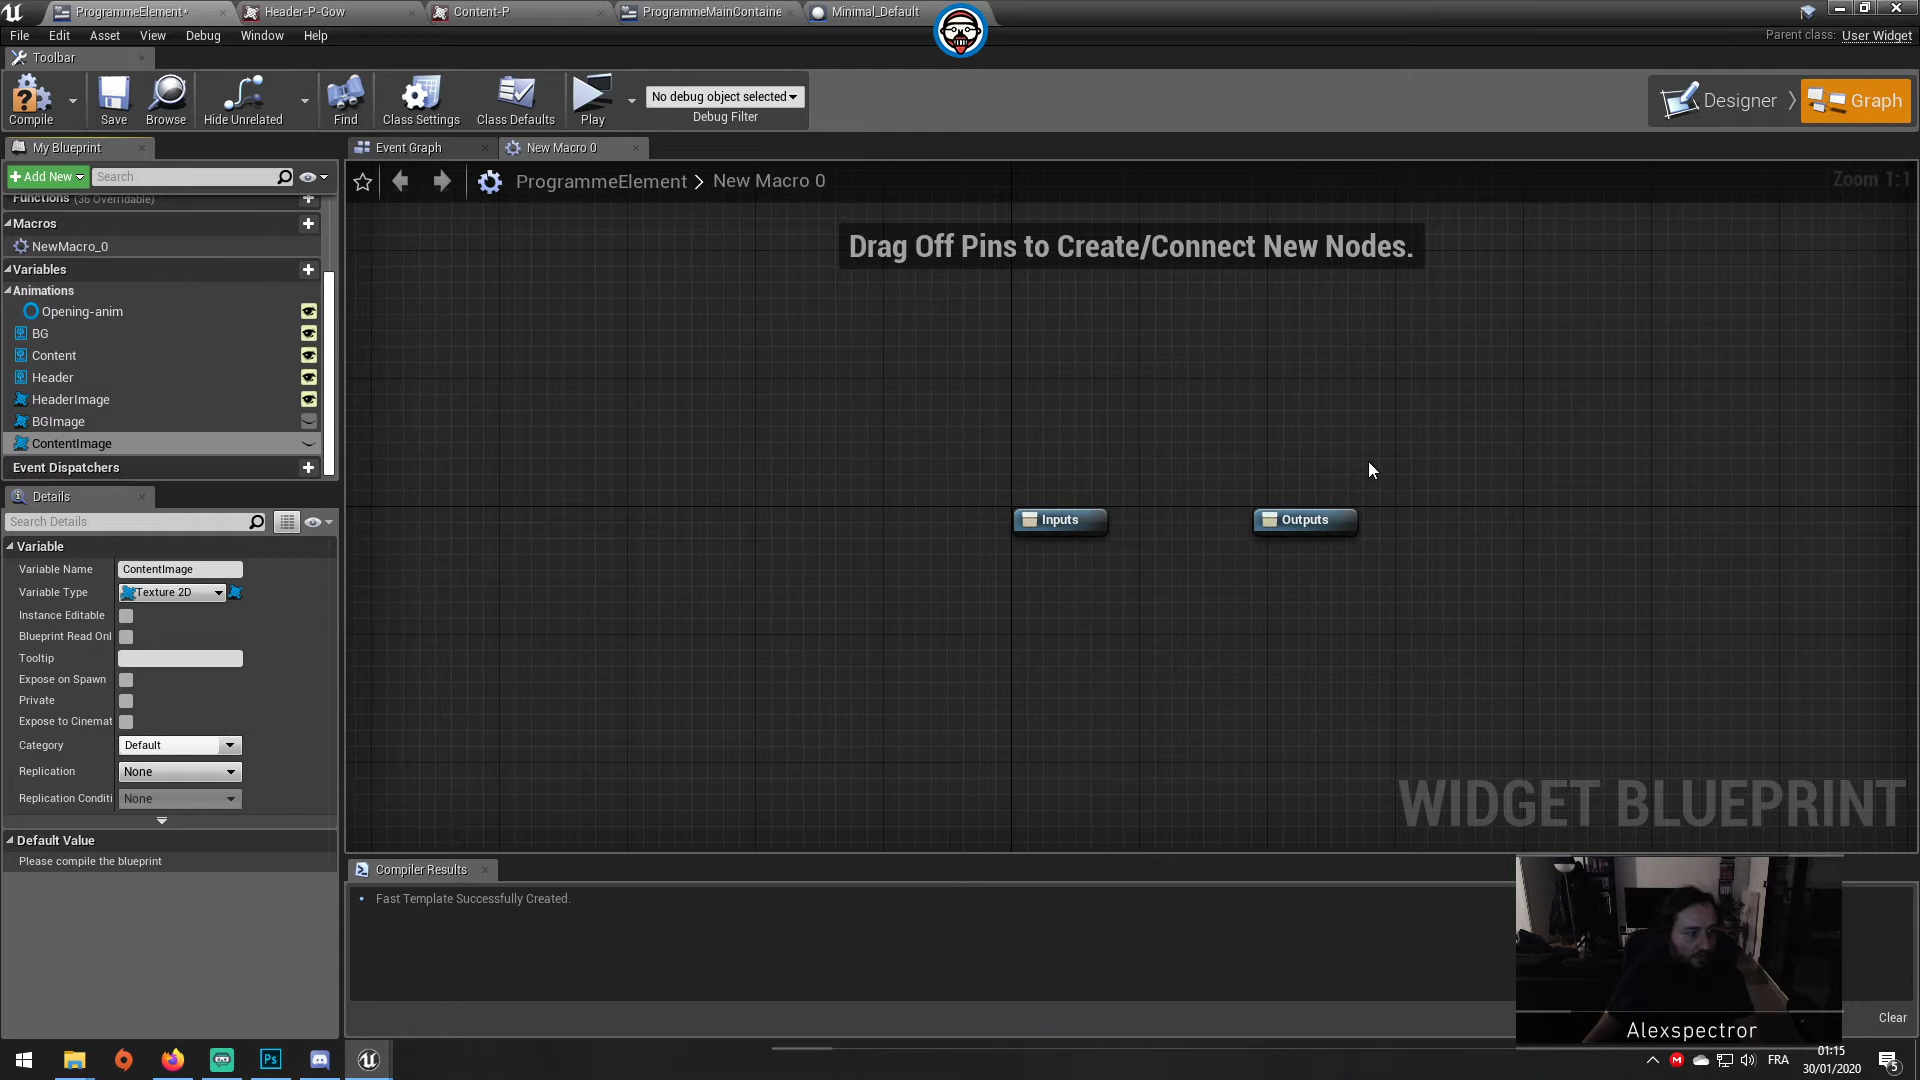 ProgrammeElement*
Header-P-Gow
Content-P
ProgrammeMainContaine
Minimal_Default
File
Edit
Asset
View
Debug
Window
Help
Parent class: User Widget
Toolbar
Compile
Save
Browse
Hide Unrelated
Find
Class Settings
Class Defaults
Play
No debug object selected
Debug Filter
Designer
Graph
My Blueprint
Event Graph
New Macro 0
Add New
Search
ProgrammeElement > New Macro 0
Zoom 1:1
Functions (36 Overridable)
Macros
NewMacro_0
Variables
Animations
Opening-anim
BG
Content
Header
HeaderImage
BGImage
ContentImage
Event Dispatchers
Drag Off Pins to Create/Connect New Nodes.
Inputs
Outputs
WIDGET BLUEPRINT
Details
Search Details
Variable
Variable Name
ContentImage
Variable Type
Texture 2D
Instance Editable
Blueprint Read Onl
Tooltip
Expose on Spawn
Private
Expose to Cinemat
Category
Default
Replication
None
Replication Conditi
None
Default Value
Please compile the blueprint
Compiler Results
Fast Template Successfully Created.
Clear
Alexspectror
Ps
FRA
01:15
30/01/2020
5